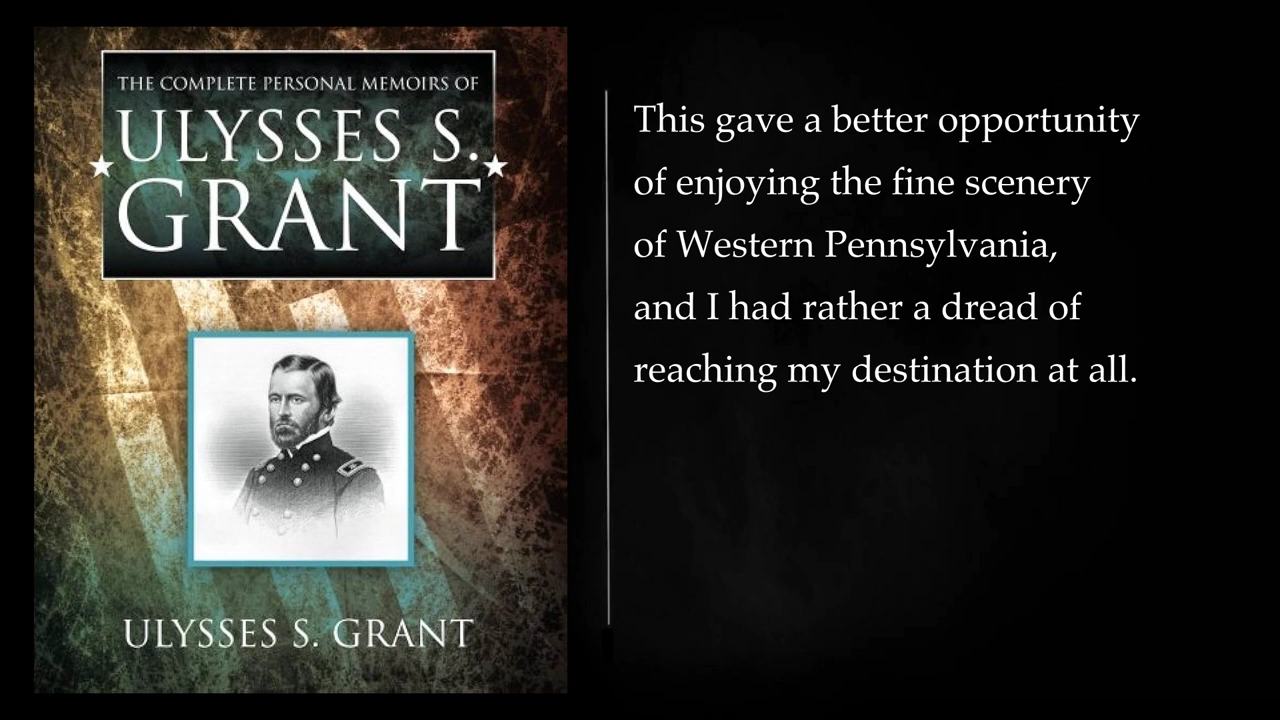 THE COMPLETE PERSONAL MEMOIRS OF
ULYSSES S.
GRANT
ULYSSES S. GRANT
This gave a better opportunity
of enjoying the fine scenery
of Western Pennsylvania,
and I had rather a dread of
reaching my destination at all.